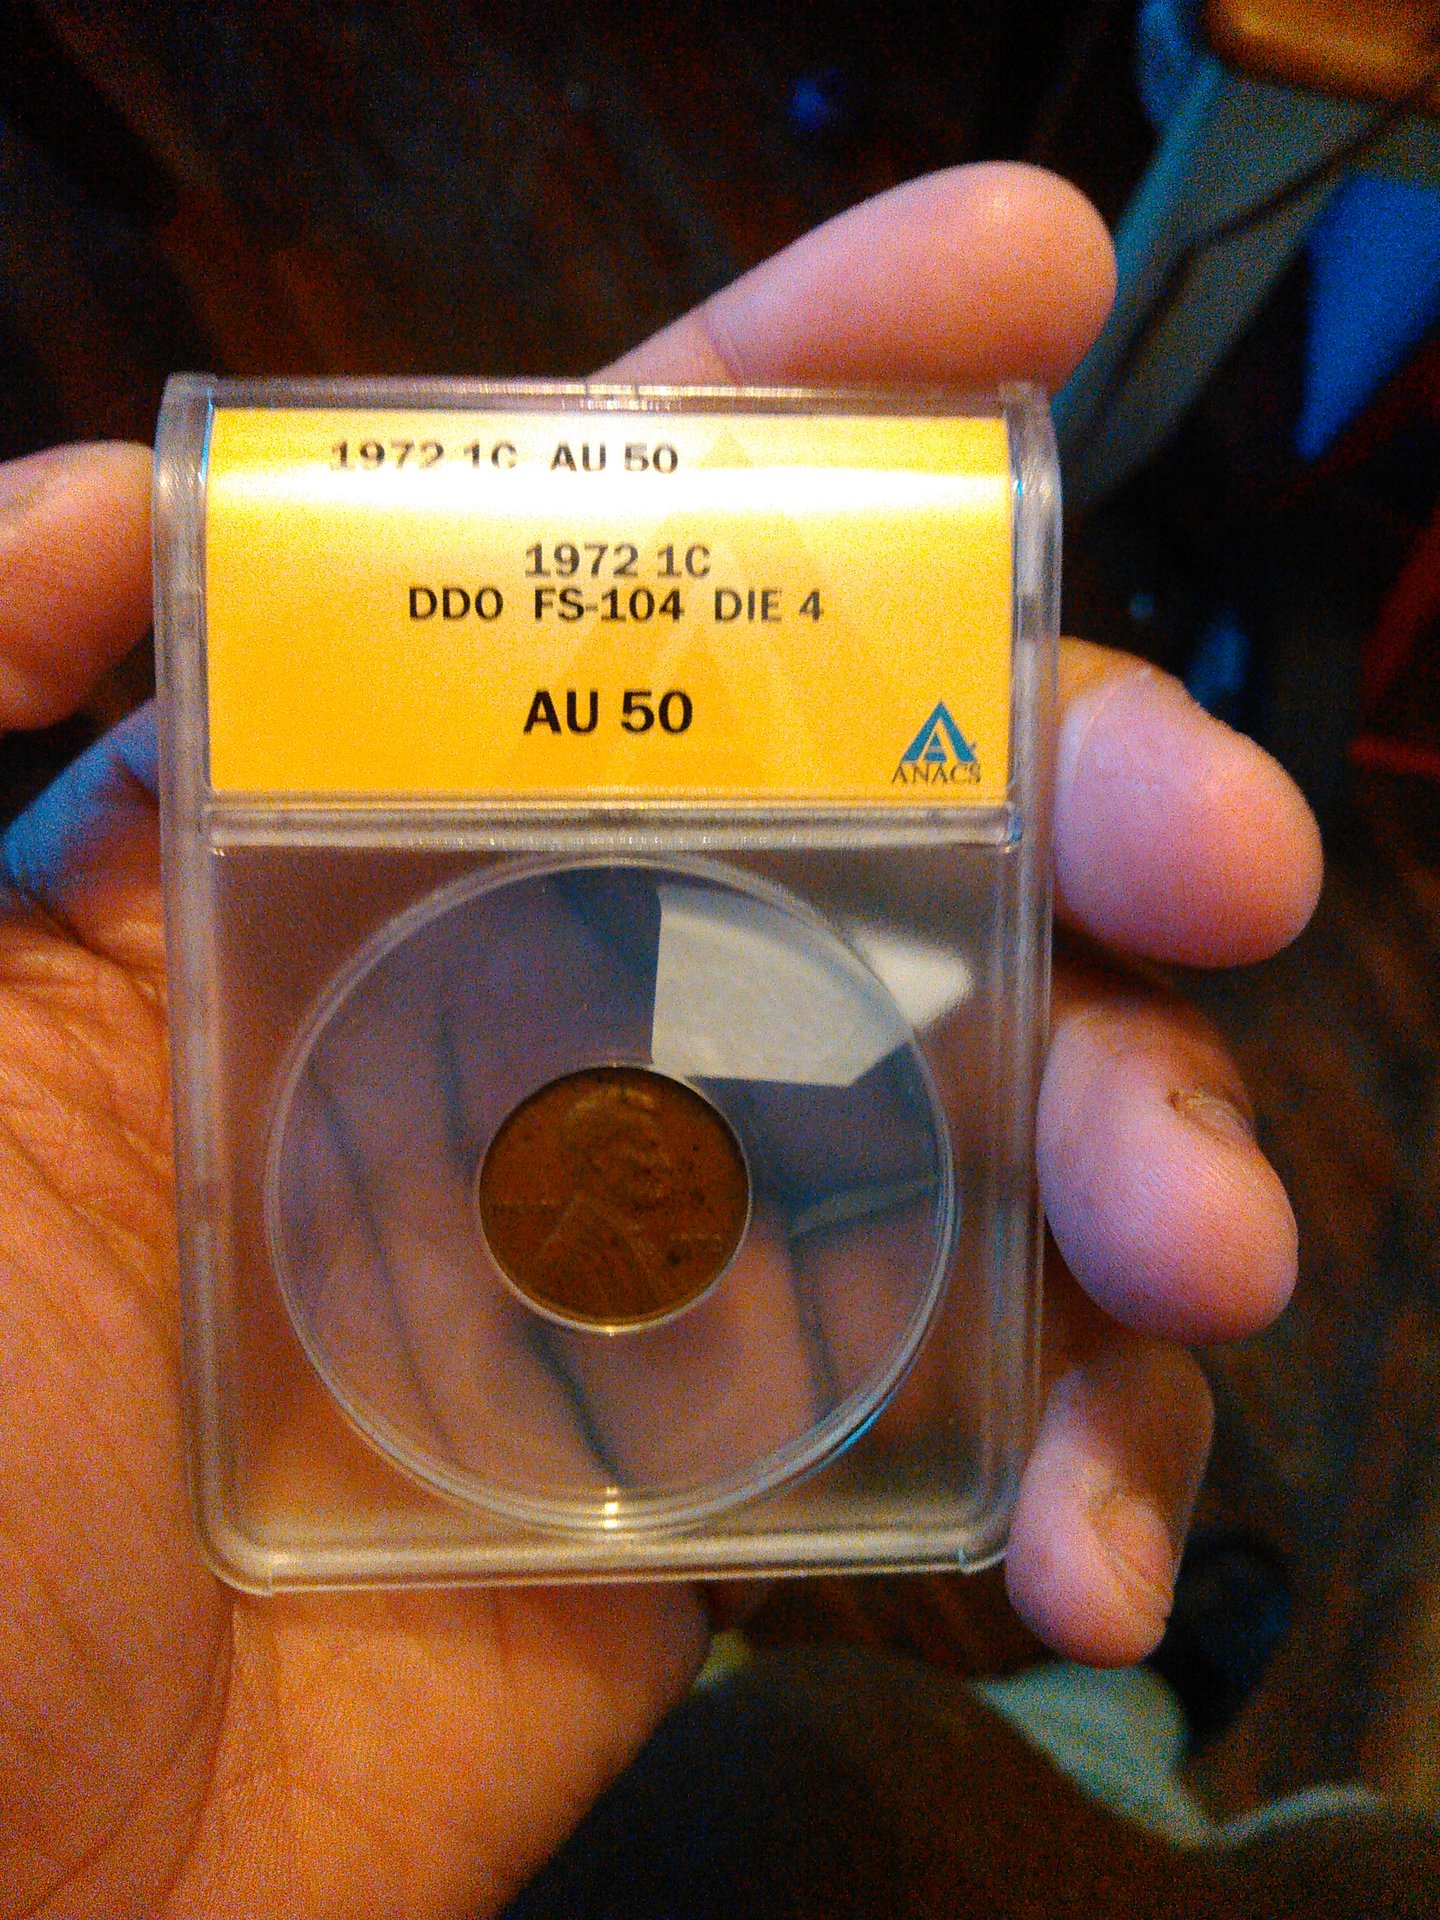 1972 1C AU 50
1972 1C
DDO FS-104 DIE 4
AU 50
ANACS